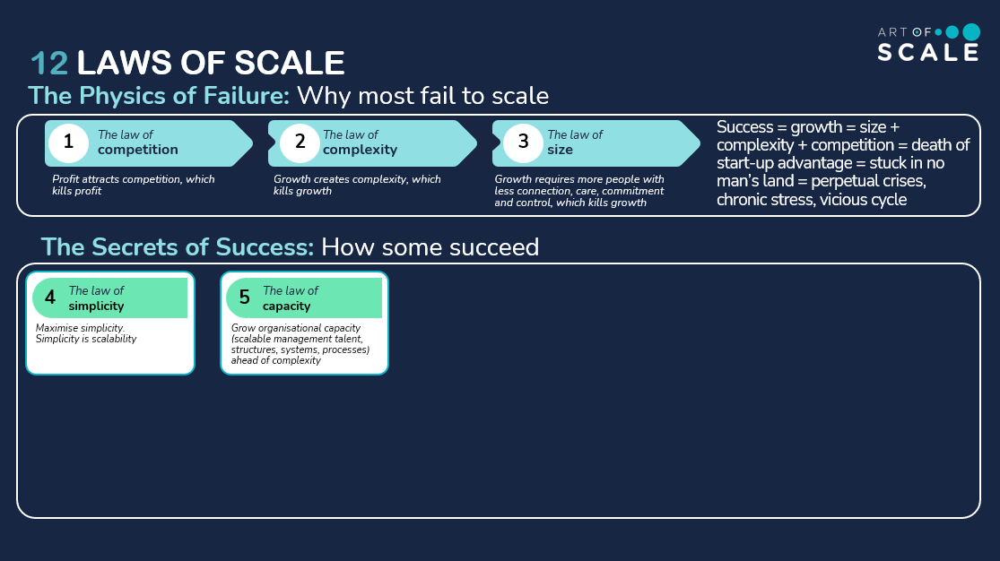 ART OF
SCALE
12 LAWS OF SCALE
The Physics of Failure: Why most fail to scale
1
The law of
competition
Profit attracts competition, which
kills profit
2
The law of
complexity
Growth creates complexity, which
kills growth
3
The law of
size
Growth requires more people with
less connection, care, commitment
and control, which kills growth
Success = growth = size +
complexity + competition = death of
start-up advantage = stuck in no
man’s land = perpetual crises,
chronic stress, vicious cycle
The Secrets of Success: How some succeed
4
The law of
simplicity
Maximise simplicity.
Simplicity is scalability
5
The law of
capacity
Grow organisational capacity
(scalable management talent,
structures, systems, processes)
ahead of complexity